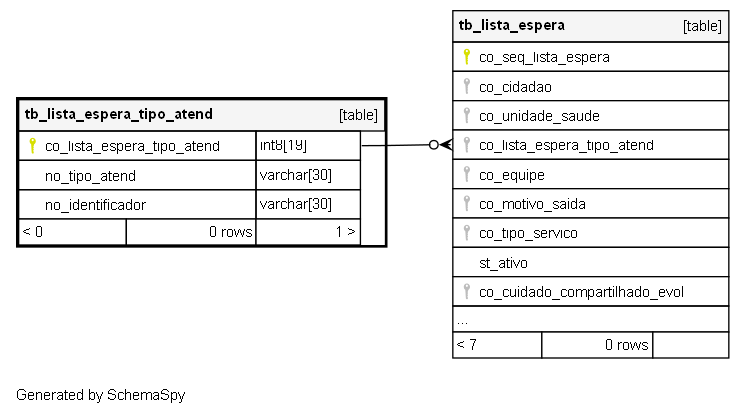 tb_lista_espera [table]
co_seq_lista_espera
co_cidadao
co_unidade_saude
co_lista_espera_tipo_atend
co_equipe
co_motivo_saida
co_tipo_servico
st_ativo
co_cuidado_compartilhado_evol
...
< 7 0 rows
tb_lista_espera_tipo_atend [table]
co_lista_espera_tipo_atend int8[19]
no_tipo_atend varchar[30]
no_identificador varchar[30]
< 0 0 rows 1 >
Generated by SchemaSpy